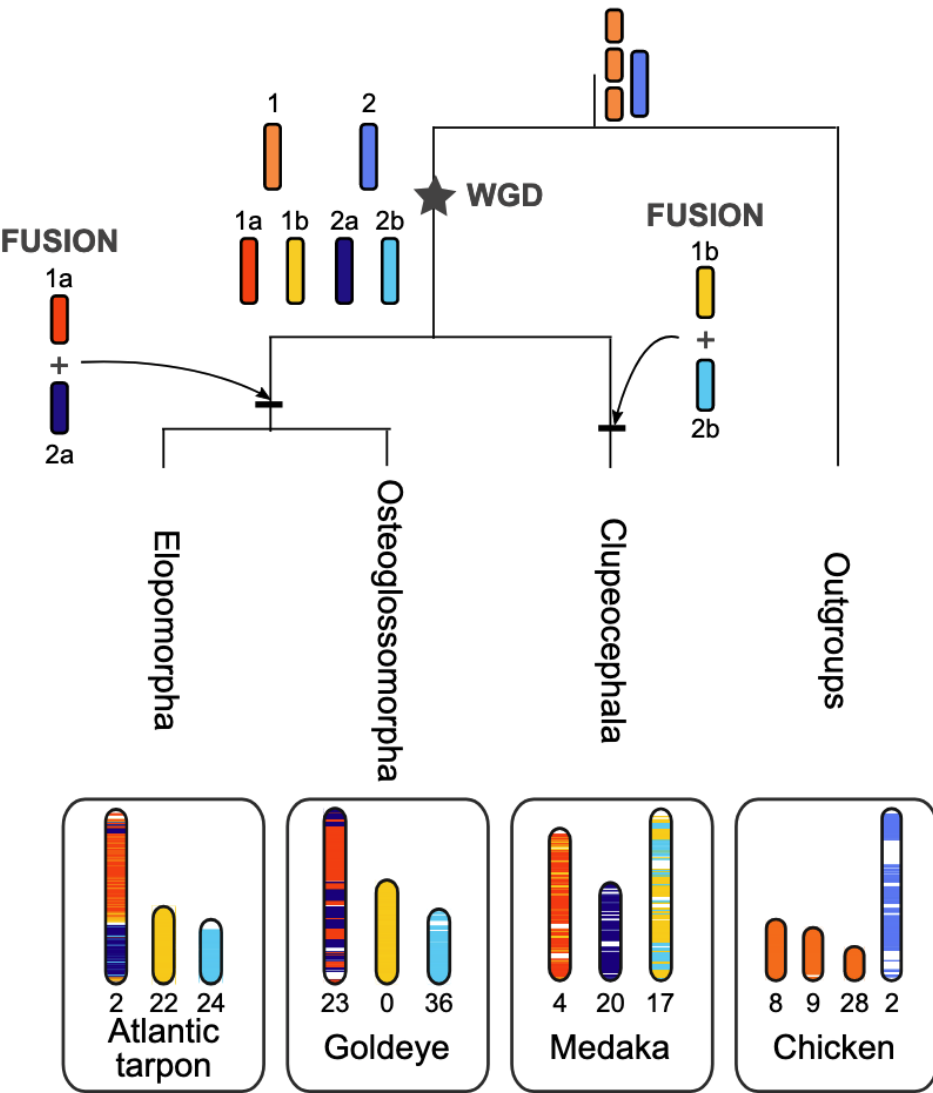 1
2
WGD
1a
1b
2a
2b
FUSION
1a
+
2a
FUSION
1b
+
2b
Elopomorpha
Osteoglossomorpha
Clupeocephala
Outgroups
2 22 24
Atlantic
tarpon
23 0 36
Goldeye
4 20 17
Medaka
8 9 28 2
Chicken